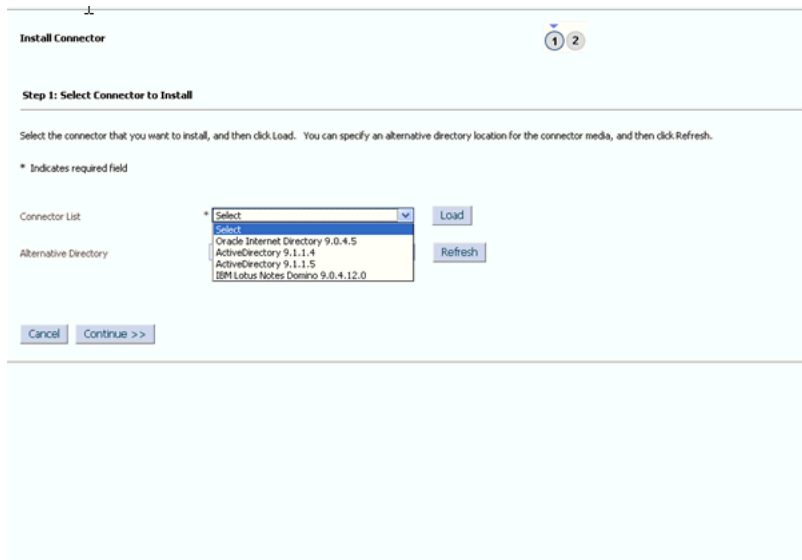 Install Connector
1 2
Step 1: Select Connector to Install
Select the connector that you want to install, and then click Load. You can specify an alternative directory location for the connector media, and then click Refresh.
* Indicates required field
Connector List * Select Load
Select
Oracle Internet Directory 9.0.4.5
Alternative Directory Refresh
ActiveDirectory 9.1.1.4
ActiveDirectory 9.1.1.5
IBM Lotus Notes Domino 9.0.4.12.0
Cancel Continue >>